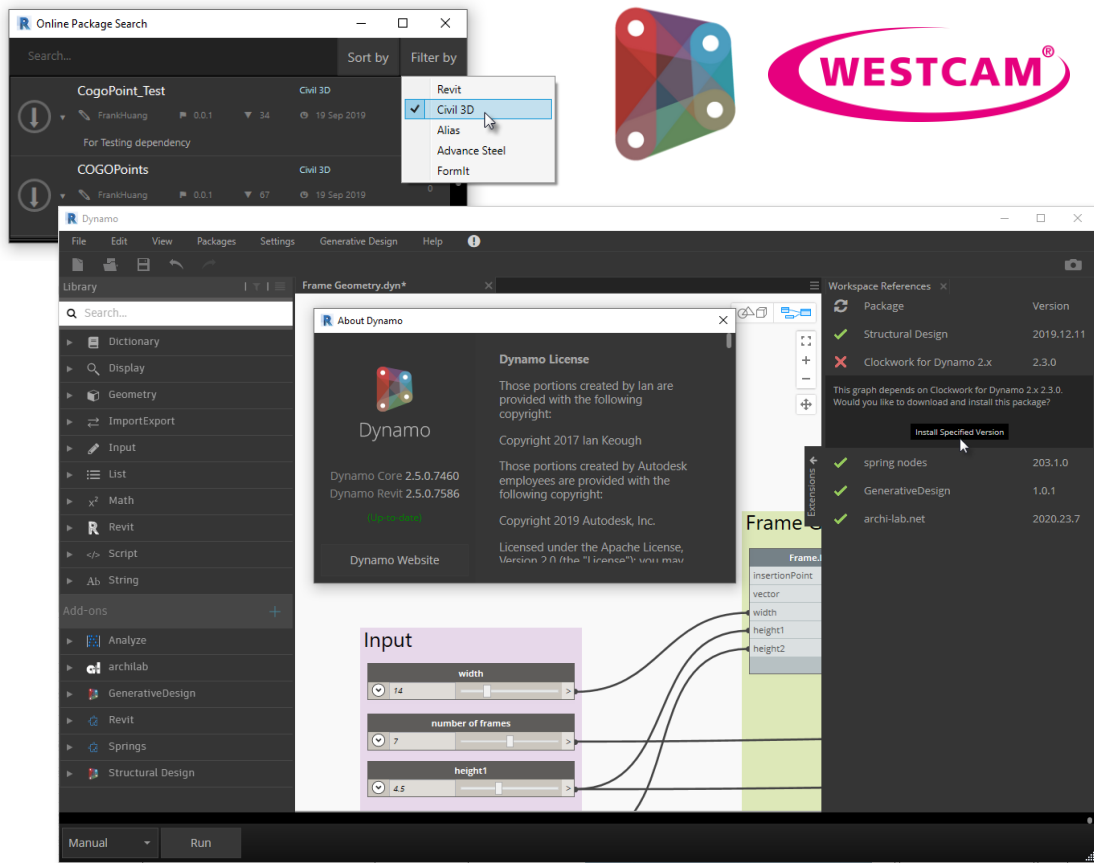 Online Package Search
Search...
Sort by
Filter by
CogoPoint_Test
Civil 3D
FrankHuang
0.0.1
34
19 Sep 2019
For Testing dependency
COGOPoints
Civil 3D
FrankHuang
0.0.1
67
19 Sep 2019
0
Revit
Civil 3D
Alias
Advance Steel
FormIt
WESTCAM®
Dynamo
File Edit View Packages Settings Generative Design Help
Library
Search...
Dictionary
Display
Geometry
ImportExport
Input
List
Math
Revit
Script
String
Add-ons
Analyze
archilab
GenerativeDesign
Revit
Springs
Structural Design
Frame Geometry.dyn*
About Dynamo
Dynamo
Dynamo Core 2.5.0.7460
Dynamo Revit 2.5.0.7586
(Up-to-date)
Dynamo Website
Dynamo License
Those portions created by Ian are
provided with the following
copyright:
Copyright 2017 Ian Keough
Those portions created by Autodesk
employees are provided with the
following copyright:
Copyright 2019 Autodesk, Inc.
Licensed under the Apache License,
Version 2.0 (the "License"); you may
Input
width
14
number of frames
7
height1
4.5
Frame
Frame.
insertionPoint
vector
width
height1
height2
Extensions
Workspace References
Package Version
Structural Design 2019.12.11
Clockwork for Dynamo 2.x 2.3.0
This graph depends on Clockwork for Dynamo 2.x 2.3.0.
Would you like to download and install this package?
Install Specified Version
spring nodes 203.1.0
GenerativeDesign 1.0.1
archi-lab.net 2020.23.7
Manual
Run